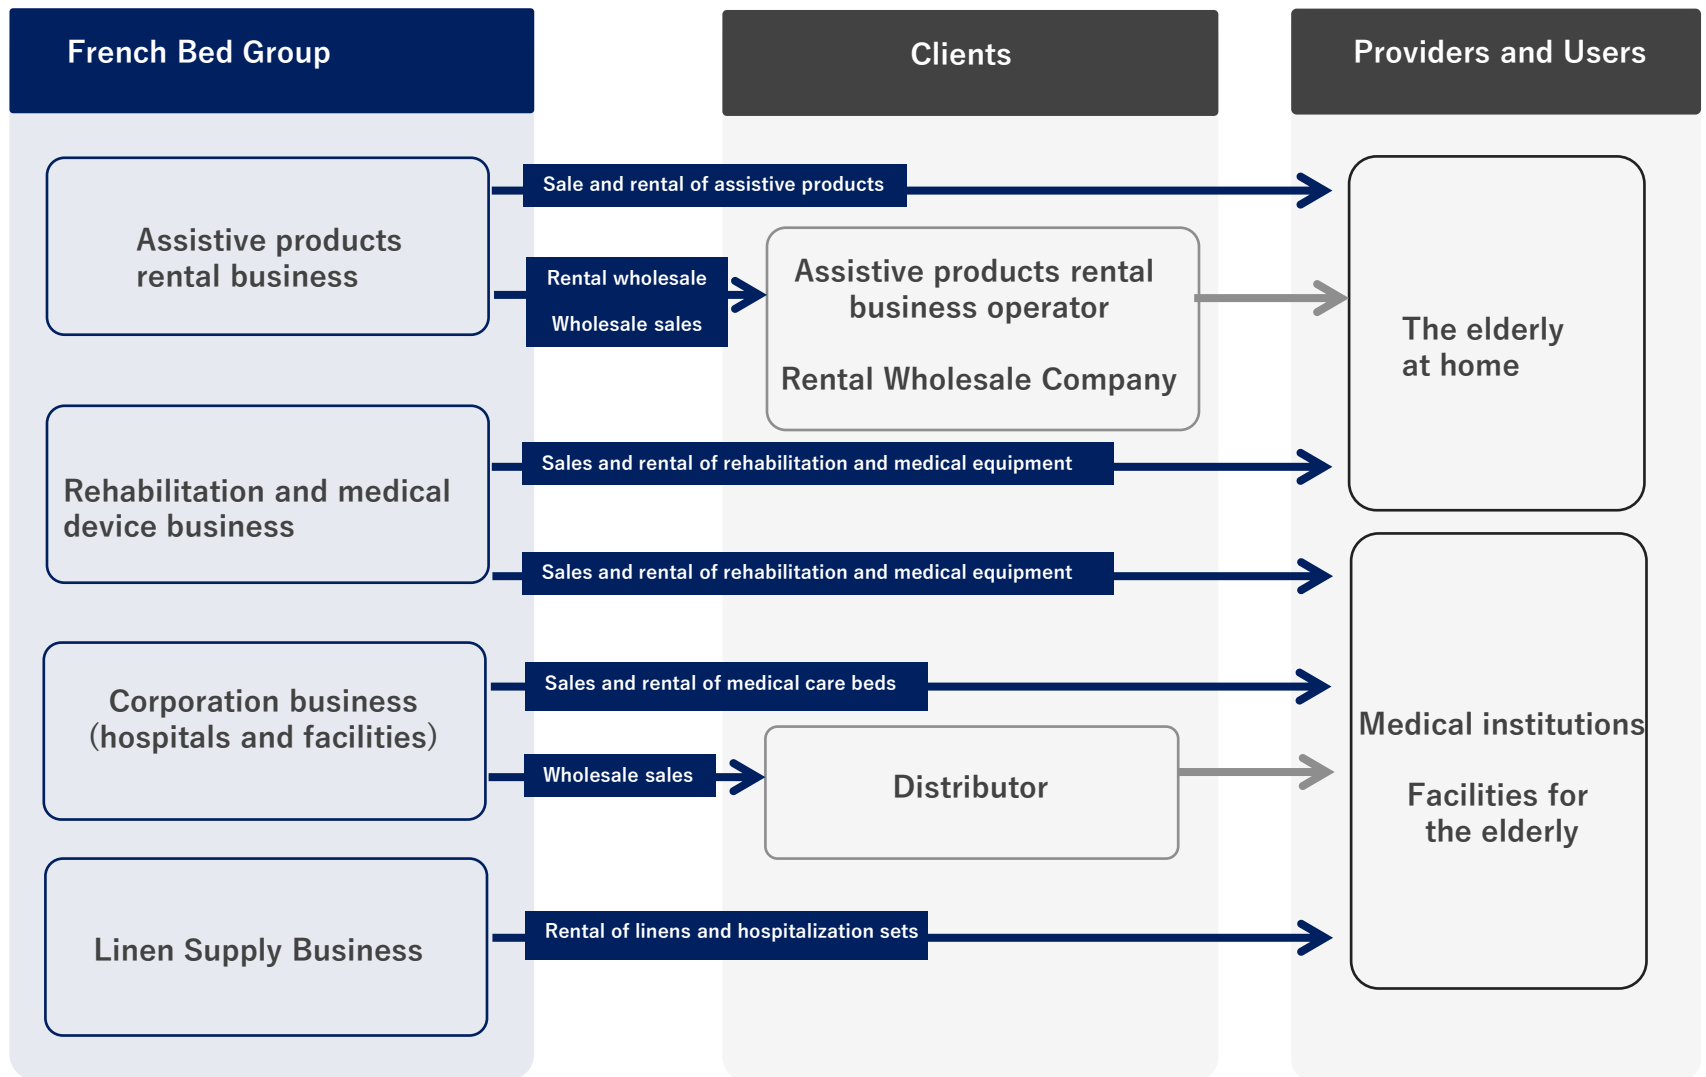 French Bed Group
Clients
Providers and Users
Assistive products
rental business
Sale and rental of assistive products
Rental wholesale
Wholesale sales
Assistive products rental
business operator
Rental Wholesale Company
The elderly
at home
Rehabilitation and medical
device business
Sales and rental of rehabilitation and medical equipment
Sales and rental of rehabilitation and medical equipment
Corporation business
(hospitals and facilities)
Sales and rental of medical care beds
Wholesale sales
Distributor
Medical institutions
Facilities for
the elderly
Linen Supply Business
Rental of linens and hospitalization sets